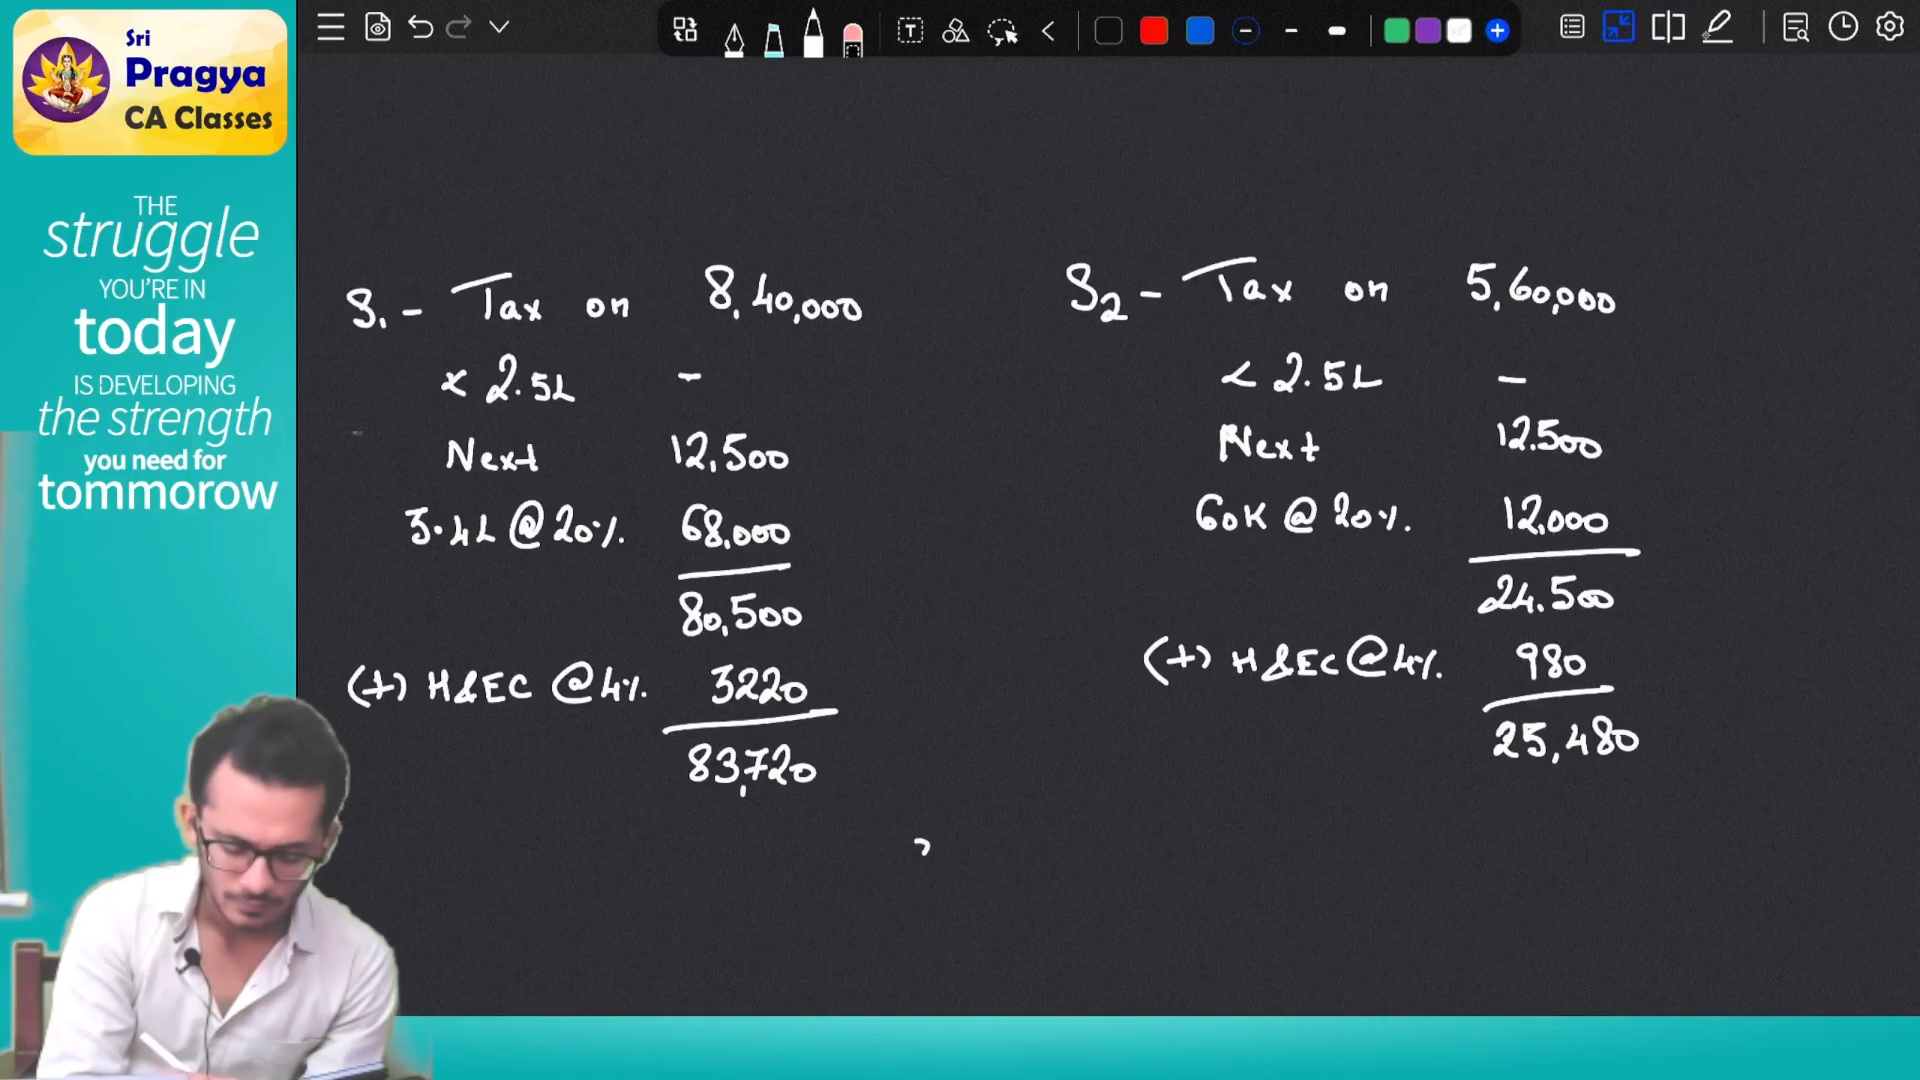 Sri
Pragya
CA Classes
THE
struggle
YOU'RE IN
today
IS DEVELOPING
the strength
you need for
tommorow
S1 - Tax on 8,40,000
< 2.5L -
Next 12,500
3.4L @ 20% 68,000
80,500
(+) H&EC @ 4% 3220
83,720
S2 - Tax on 5,60,000
< 2.5L -
Next 12.500
60K @ 20%. 12,000
24.500
(+) H&EC @ 4%. 980
25,480